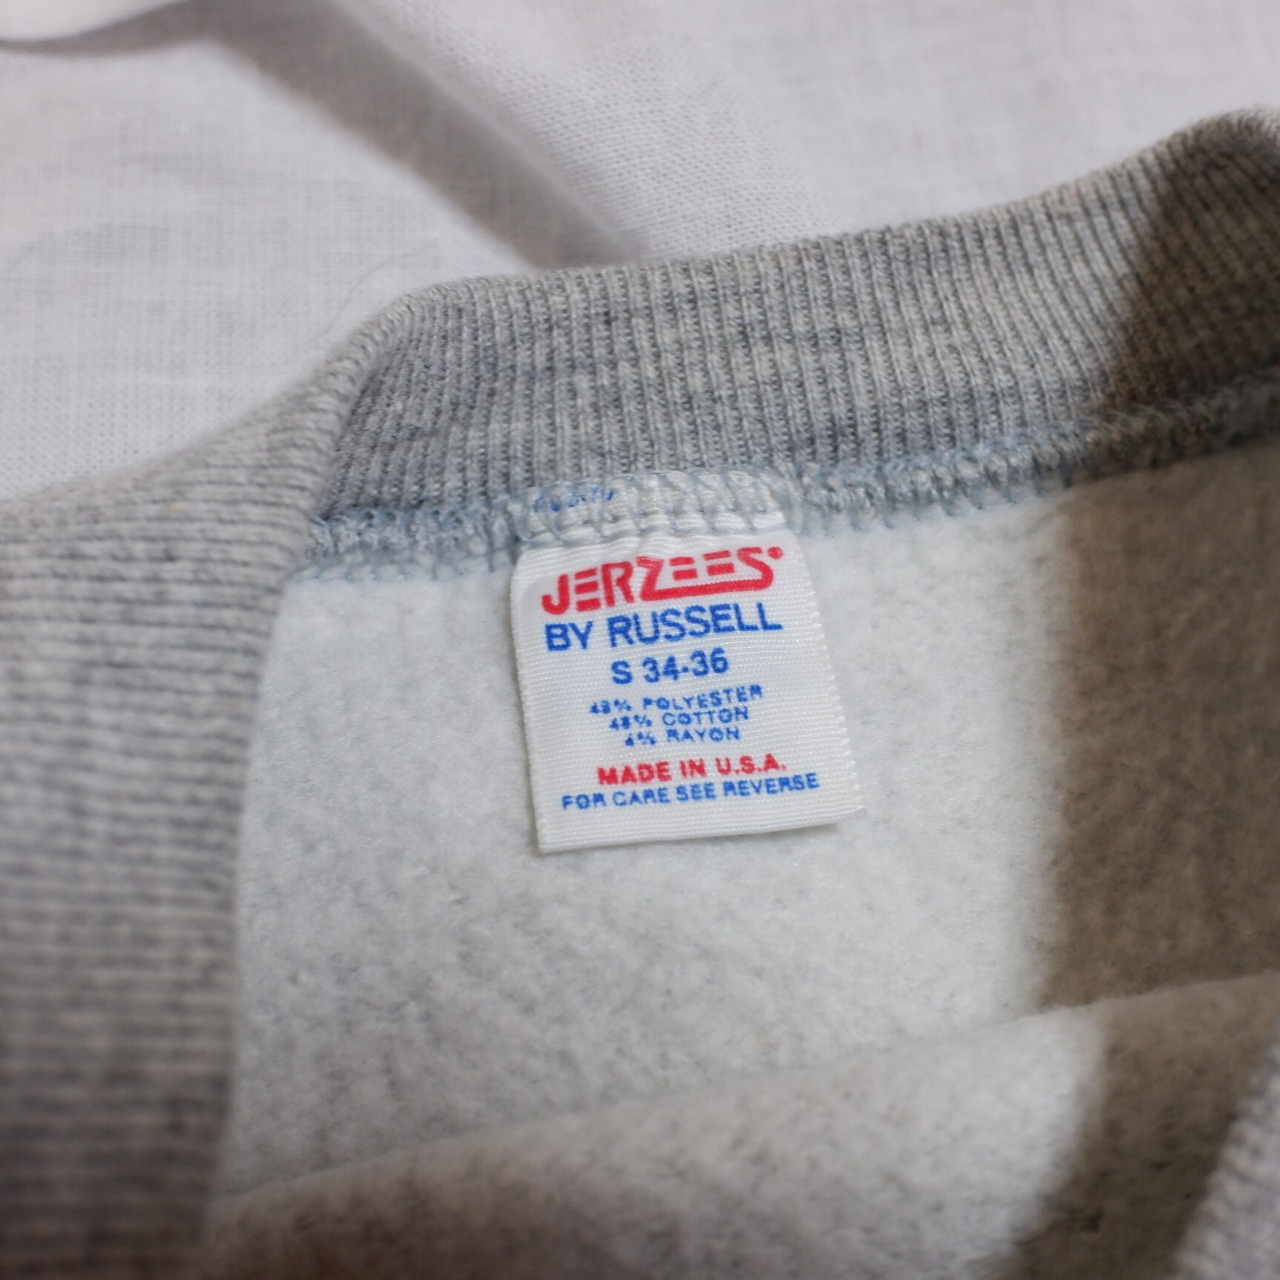 JERZEES
BY RUSSELL
S 34-36
48% POLYESTER
48% COTTON
4% RAYON
MADE IN U.S.A.
FOR CARE SEE REVERSE